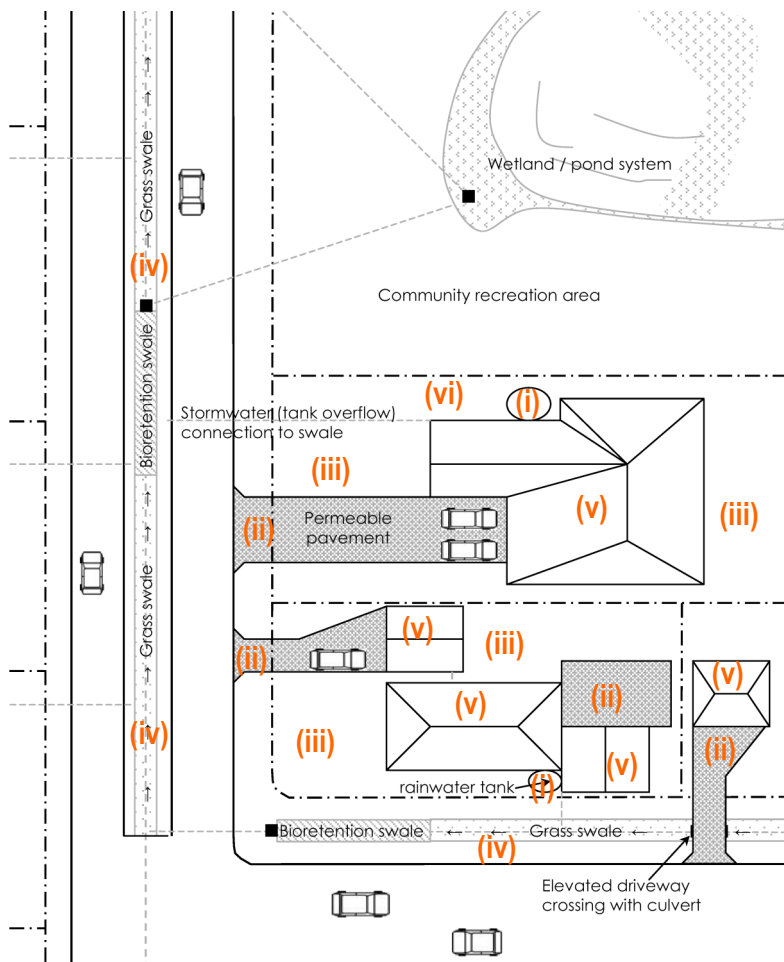 Grass swale
Wetland / pond system
(iv)
Community recreation area
Bioretention swale
(vi)
(i)
Stormwater (tank overflow)
connection to swale
(iii)
(v)
(iii)
(ii)
Permeable
pavement
Grass swale
(ii)
(v)
(iii)
(v)
(ii)
(v)
(iv)
(iii)
(v)
(ii)
rainwater tank
(i)
Bioretention swale
Grass swale
(iv)
Elevated driveway
crossing with culvert